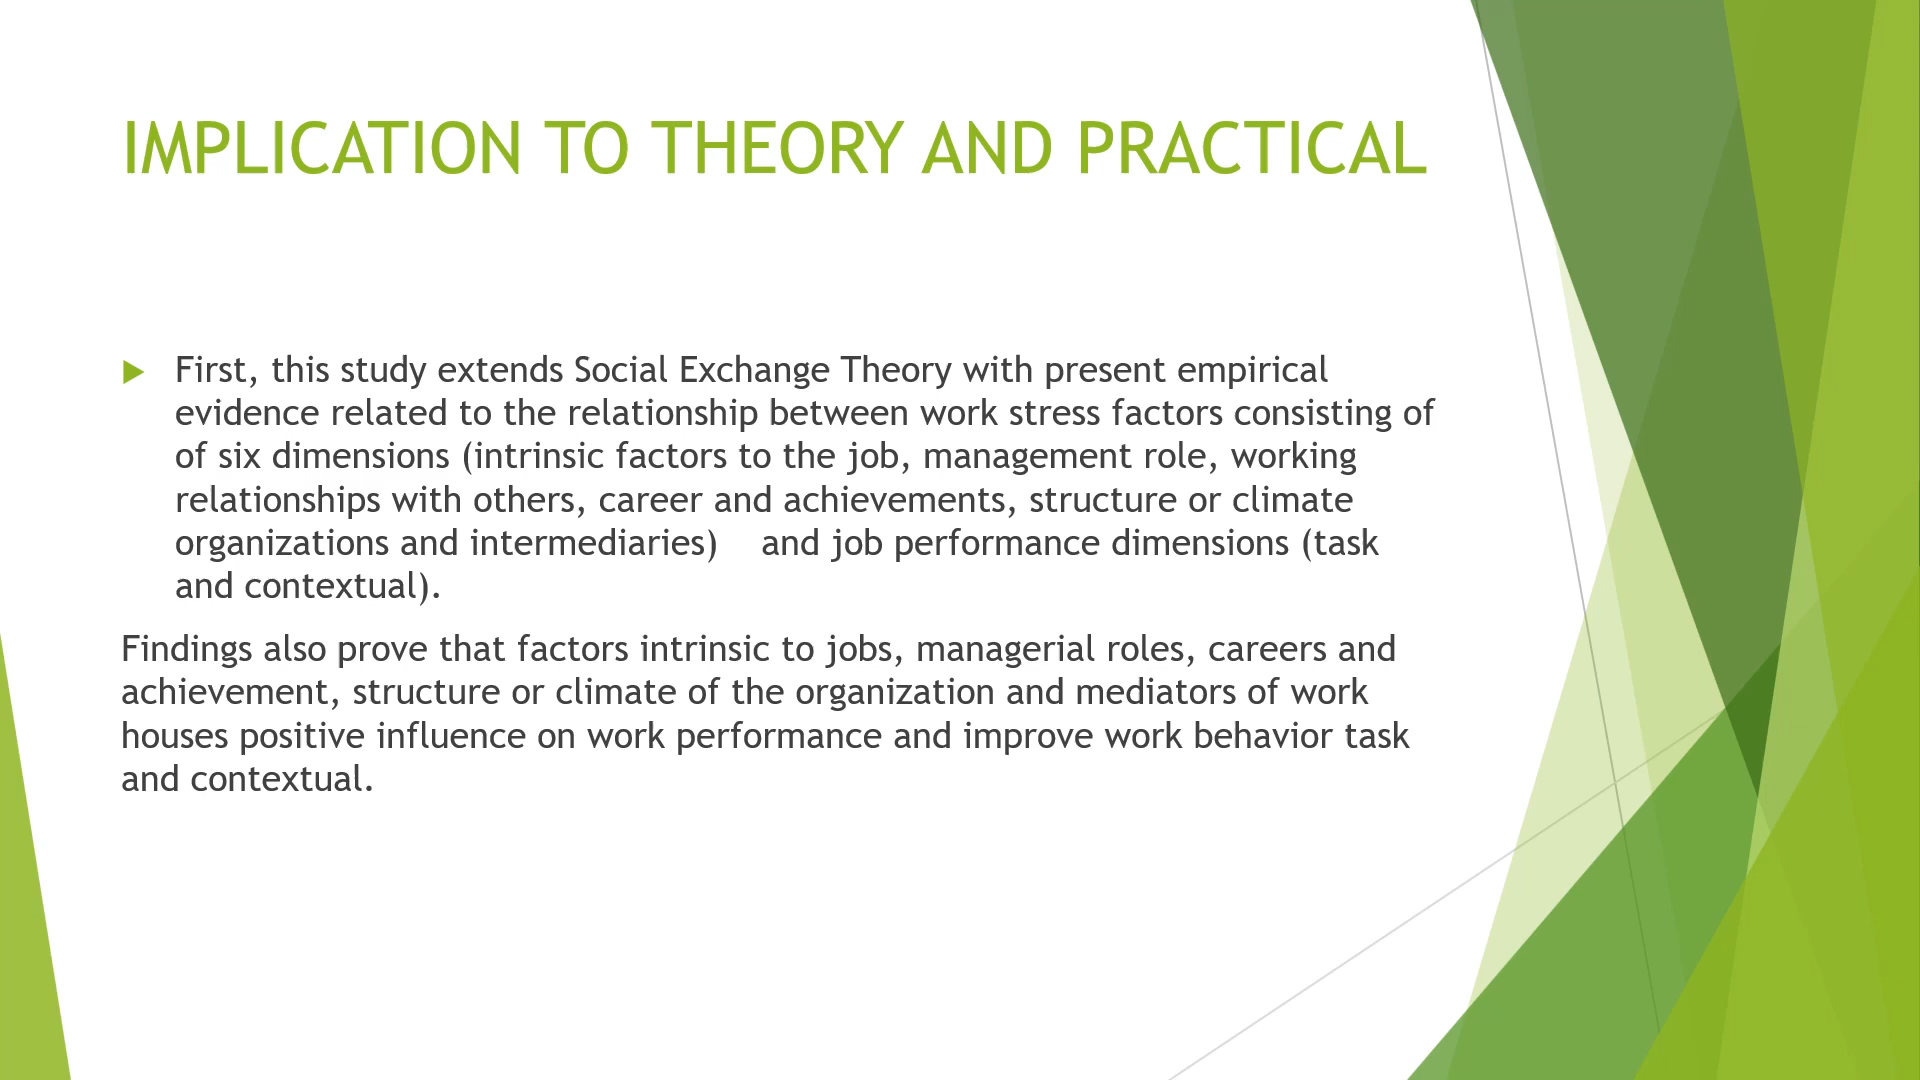 IMPLICATION TO THEORY AND PRACTICAL
First, this study extends Social Exchange Theory with present empirical
evidence related to the relationship between work stress factors consisting of
of six dimensions (intrinsic factors to the job, management role, working
relationships with others, career and achievements, structure or climate
organizations and intermediaries) and job performance dimensions (task
and contextual).
Findings also prove that factors intrinsic to jobs, managerial roles, careers and
achievement, structure or climate of the organization and mediators of work
houses positive influence on work performance and improve work behavior task
and contextual.